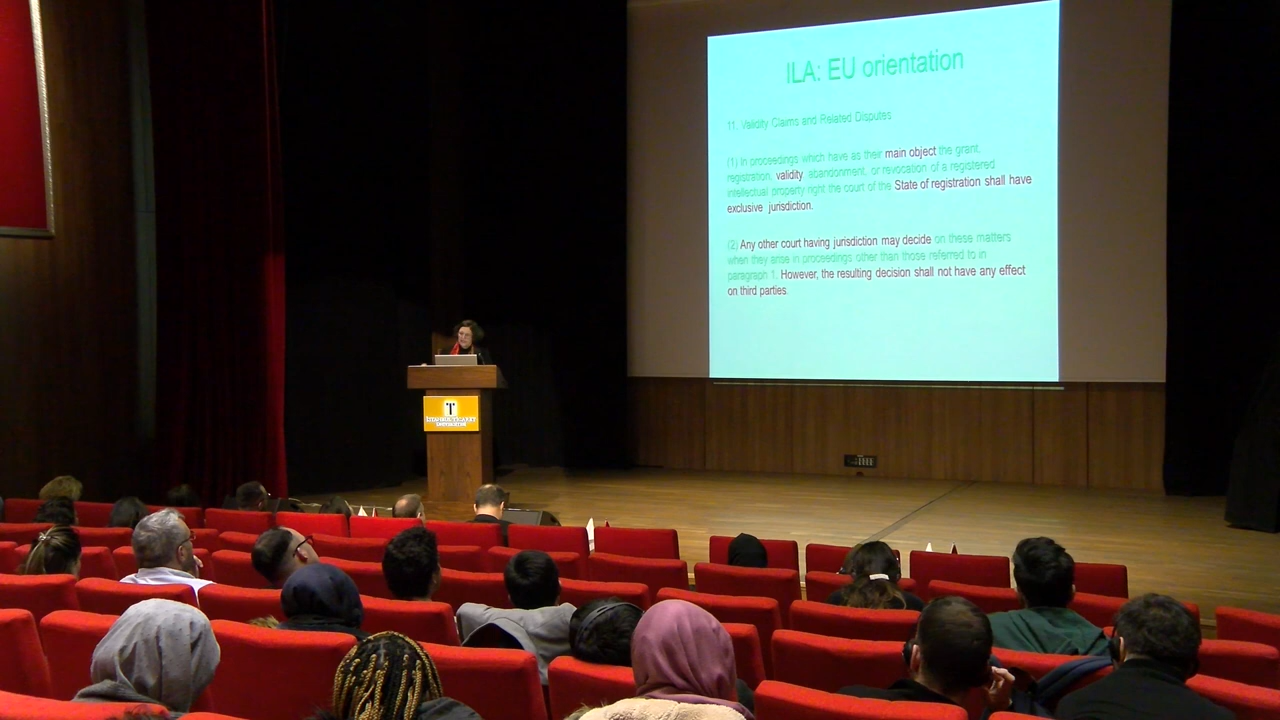 ILA: EU orientation
11. Validity Claims and Related Disputes
(1) In proceedings which have as their main object the grant,
registration, validity, abandonment, or revocation of a registered
intellectual property right the court of the State of registration shall have
exclusive jurisdiction.
(2) Any other court having jurisdiction may decide on these matters
when they arise in proceedings other than those referred to in
paragraph 1. However, the resulting decision shall not have any effect
on third parties.